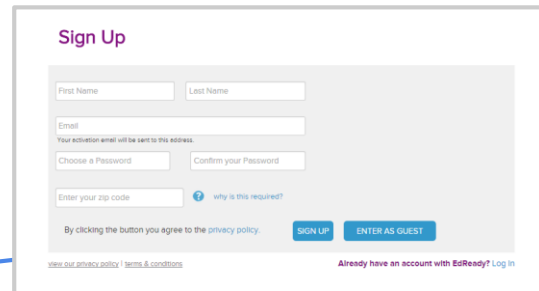 Sign Up
First Name Last Name
Email
Your activation email will be sent to this address.
Choose a Password Confirm your Password
Enter your zip code ? why is this required?
By clicking the button you agree to the privacy policy. SIGN UP ENTER AS GUEST
view our privacy policy | terms & conditions Already have an account with EdReady? Log In